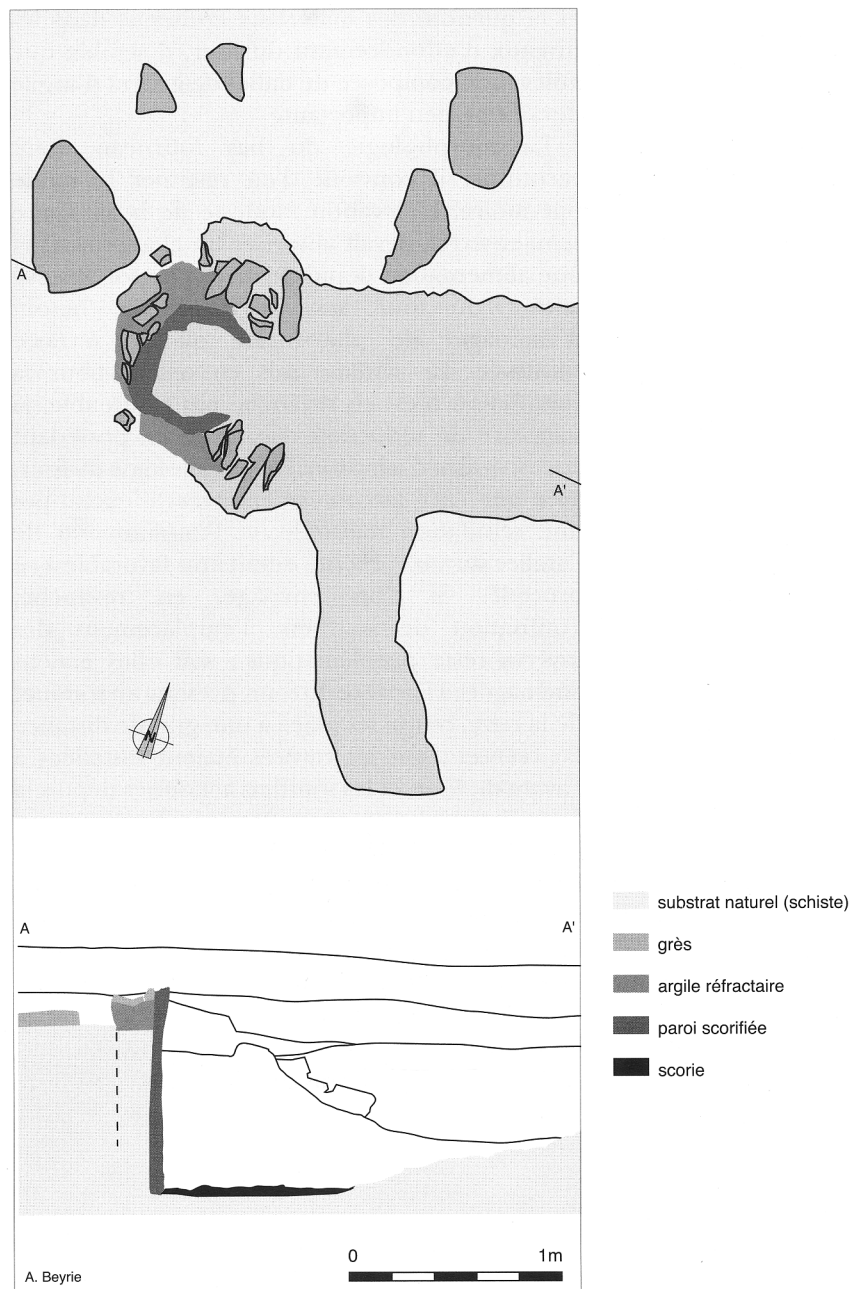 A
A'
N
A
A'
substrat naturel (schiste)
grès
argile réfractaire
paroi scorifiée
scorie
0 1m
A. Beyrie